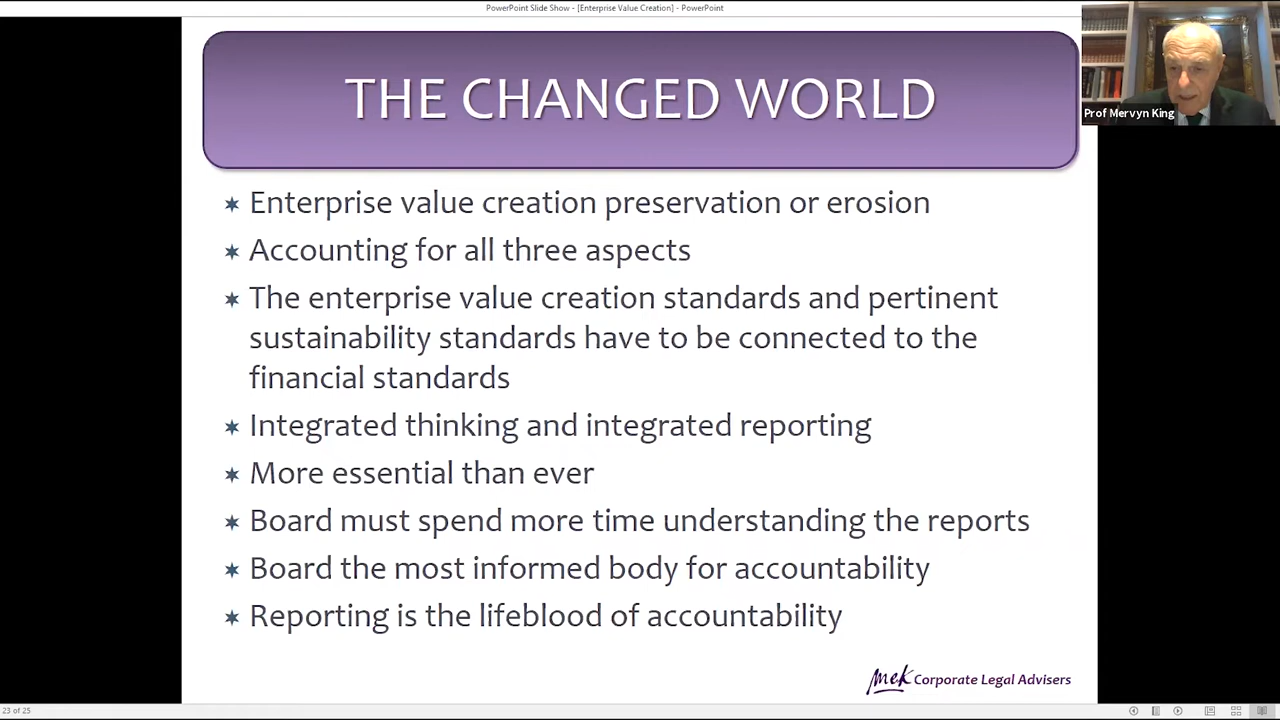 PowerPoint Slide Show - [Enterprise Value Creation] - PowerPoint
THE CHANGED WORLD
Prof Mervyn King
Enterprise value creation preservation or erosion
Accounting for all three aspects
The enterprise value creation standards and pertinent
sustainability standards have to be connected to the
financial standards
Integrated thinking and integrated reporting
More essential than ever
Board must spend more time understanding the reports
Board the most informed body for accountability
Reporting is the lifeblood of accountability
mek Corporate Legal Advisers
23 of 25